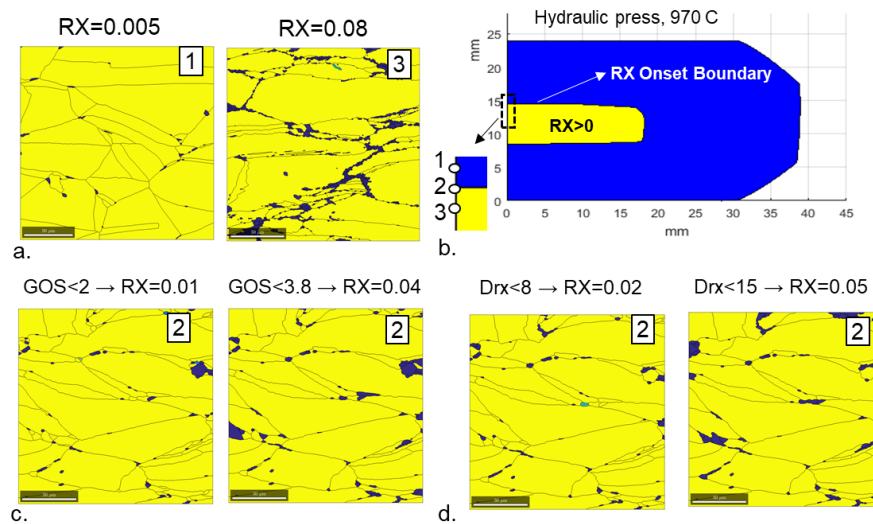 RX=0.005
RX=0.08
1
3
a.
Hydraulic press, 970 C
mm
25
20
15
10
5
0
RX Onset Boundary
RX>0
1
2
3
0 5 10 15 20 25 30 35 40 45
mm
b.
GOS<2 → RX=0.01
GOS<3.8 → RX=0.04
2
2
c.
Drx<8 → RX=0.02
Drx<15 → RX=0.05
2
2
d.